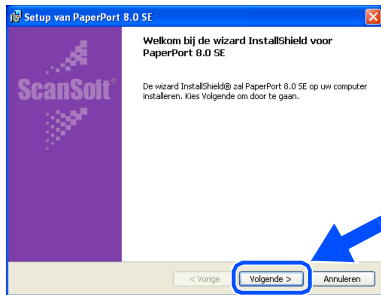 Setup van PaperPort 8.0 SE
Welkom bij de wizard InstallShield voor
PaperPort 8.0 SE
ScanSoft®
De wizard InstallShield® zal PaperPort 8.0 SE op uw computer
installeren. Kies Volgende om door te gaan.
< Vorige Volgende > Annuleren